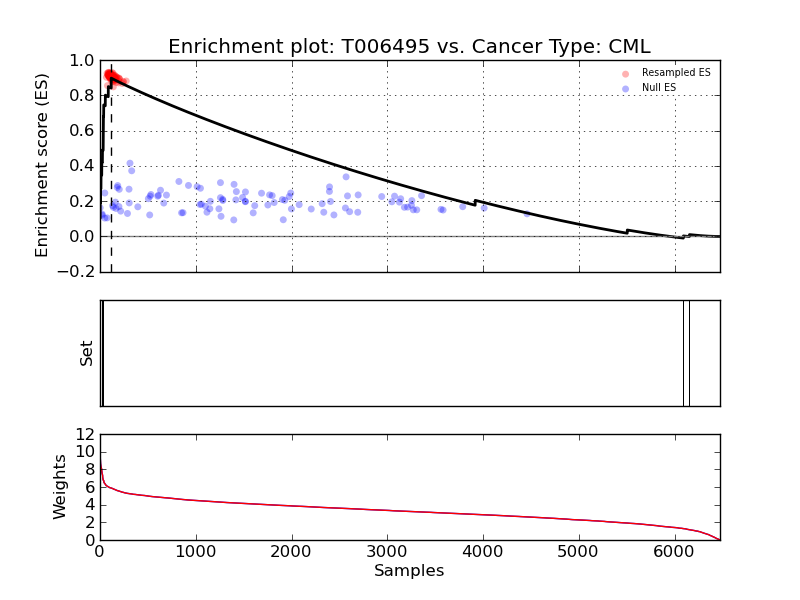 Enrichment plot: T006495 vs. Cancer Type: CML
Enrichment score (ES)
1.0
0.8
0.6
0.4
0.2
0.0
−0.2
Resampled ES
Null ES
Set
Weights
12
10
8
6
4
2
0
0 1000 2000 3000 4000 5000 6000
Samples